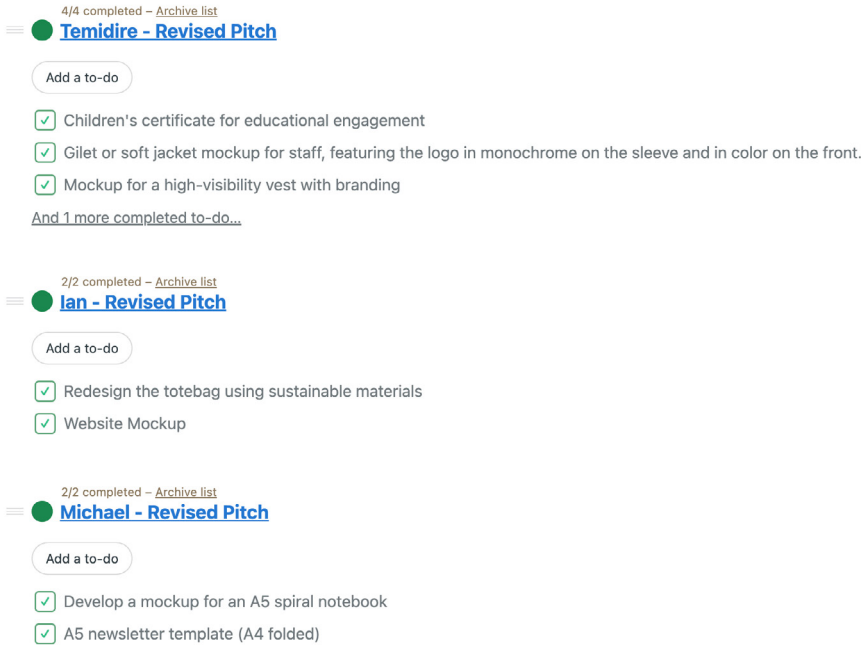 4/4 completed – Archive list
Temidire - Revised Pitch
Add a to-do
Children's certificate for educational engagement
Gilet or soft jacket mockup for staff, featuring the logo in monochrome on the sleeve and in color on the front.
Mockup for a high-visibility vest with branding
And 1 more completed to-do...
2/2 completed – Archive list
Ian - Revised Pitch
Add a to-do
Redesign the totebag using sustainable materials
Website Mockup
2/2 completed – Archive list
Michael - Revised Pitch
Add a to-do
Develop a mockup for an A5 spiral notebook
A5 newsletter template (A4 folded)